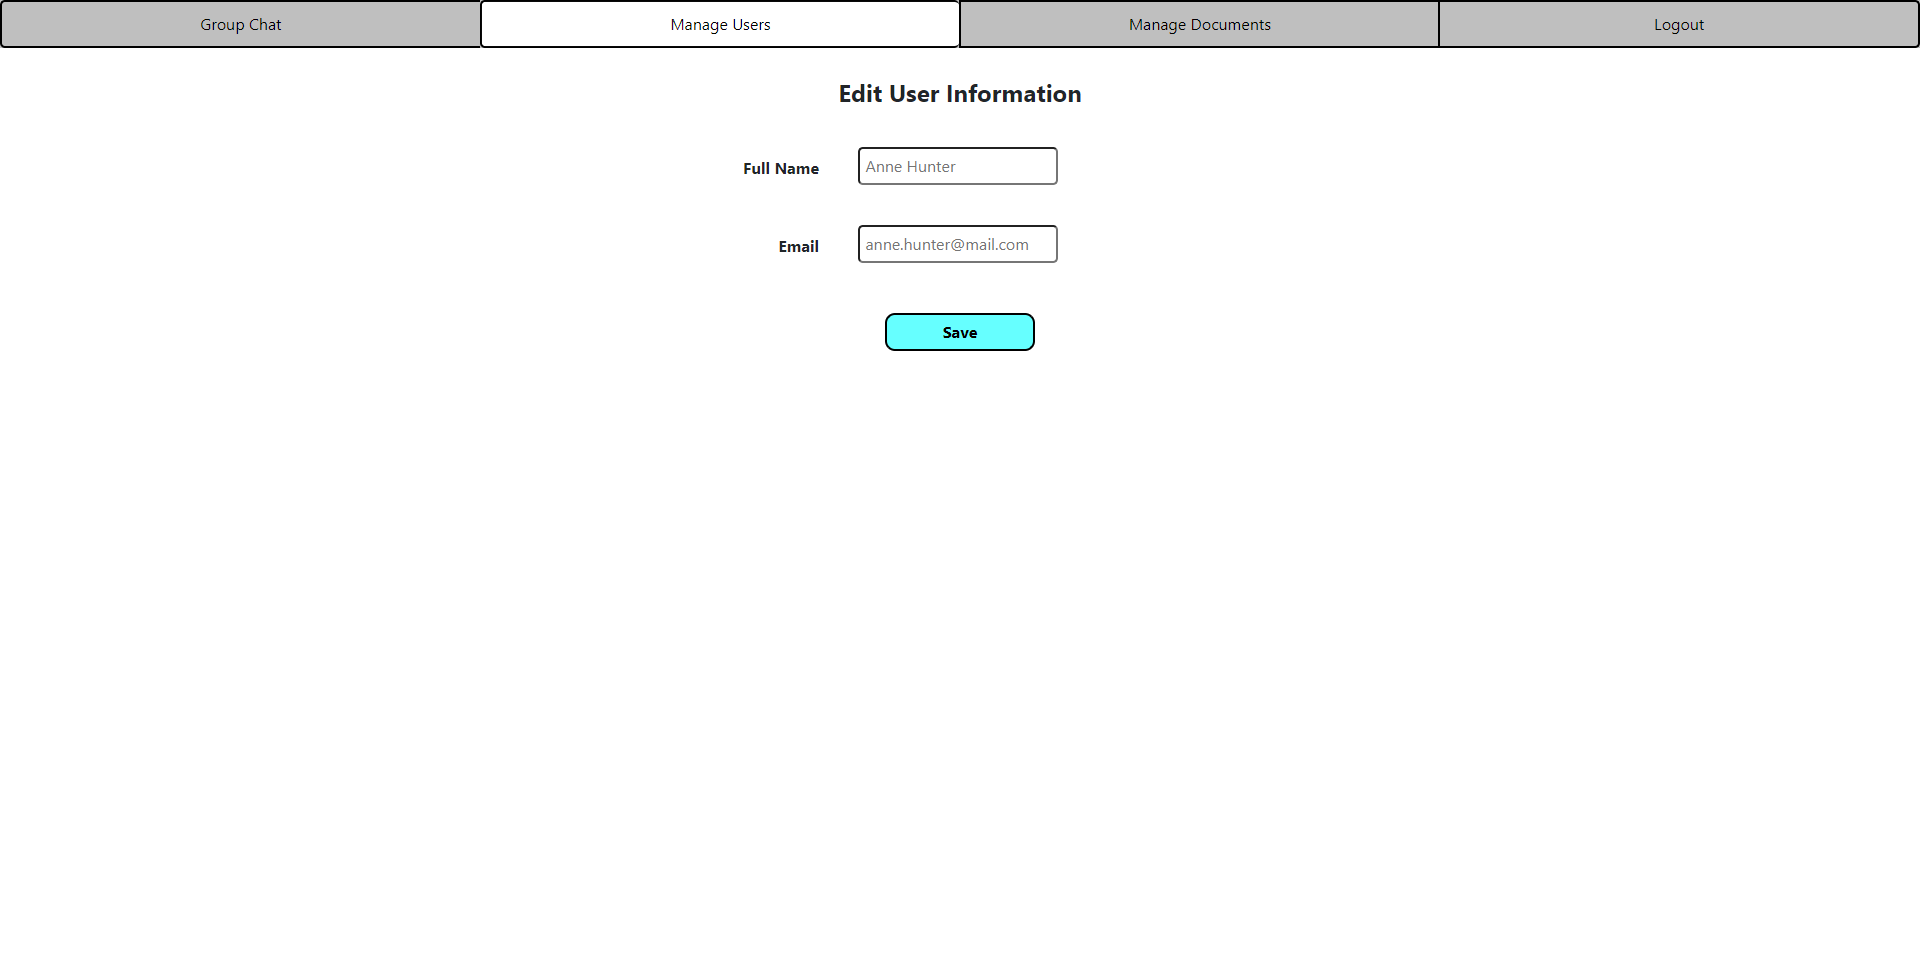 Group Chat Manage Users Manage Documents Logout
Edit User Information
Full Name Anne Hunter
Email anne.hunter@mail.com
Save